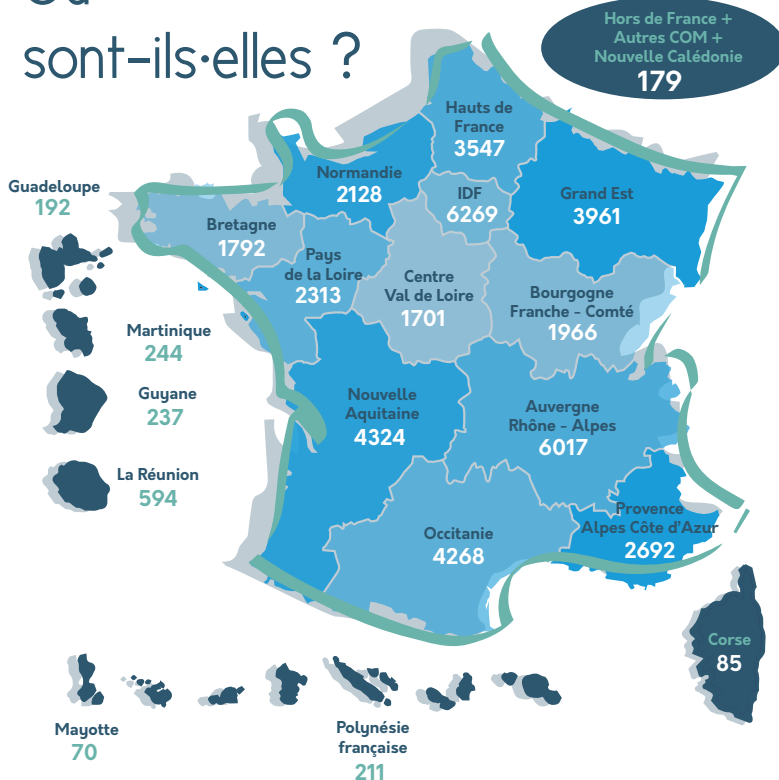 sont-ils·elles ?
Hors de France +
Autres COM +
Nouvelle Calédonie
179
Hauts de
France
3547
Normandie
2128
IDF
6269
Grand Est
3961
Guadeloupe
192
Bretagne
1792
Pays
de la Loire
2313
Centre
Val de Loire
1701
Bourgogne
Franche - Comté
1966
Martinique
244
Guyane
237
La Réunion
594
Nouvelle
Aquitaine
4324
Auvergne
Rhône - Alpes
6017
Occitanie
4268
Provence
Alpes Côte d'Azur
2692
Corse
85
Mayotte
70
Polynésie
française
211